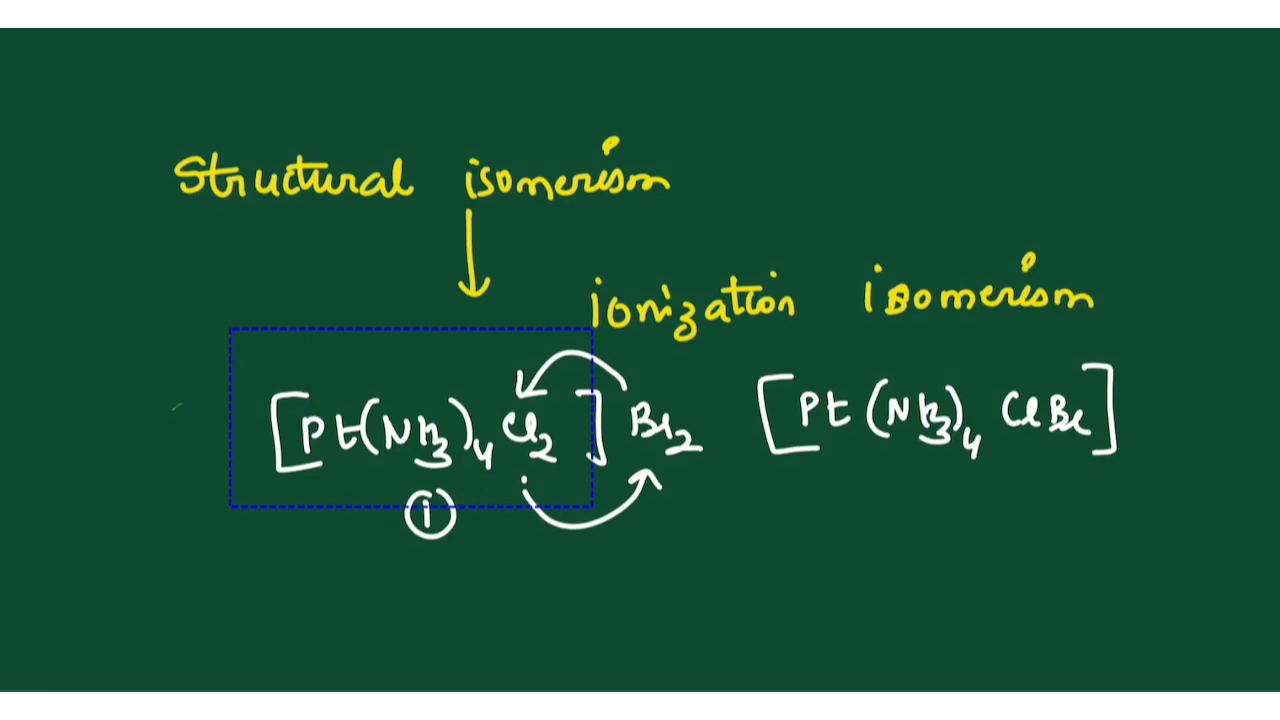 Structural isomerism
ionization isomerism
[Pt(NH3)4Cl2]Br2 [Pt(NH3)4ClBr]
1